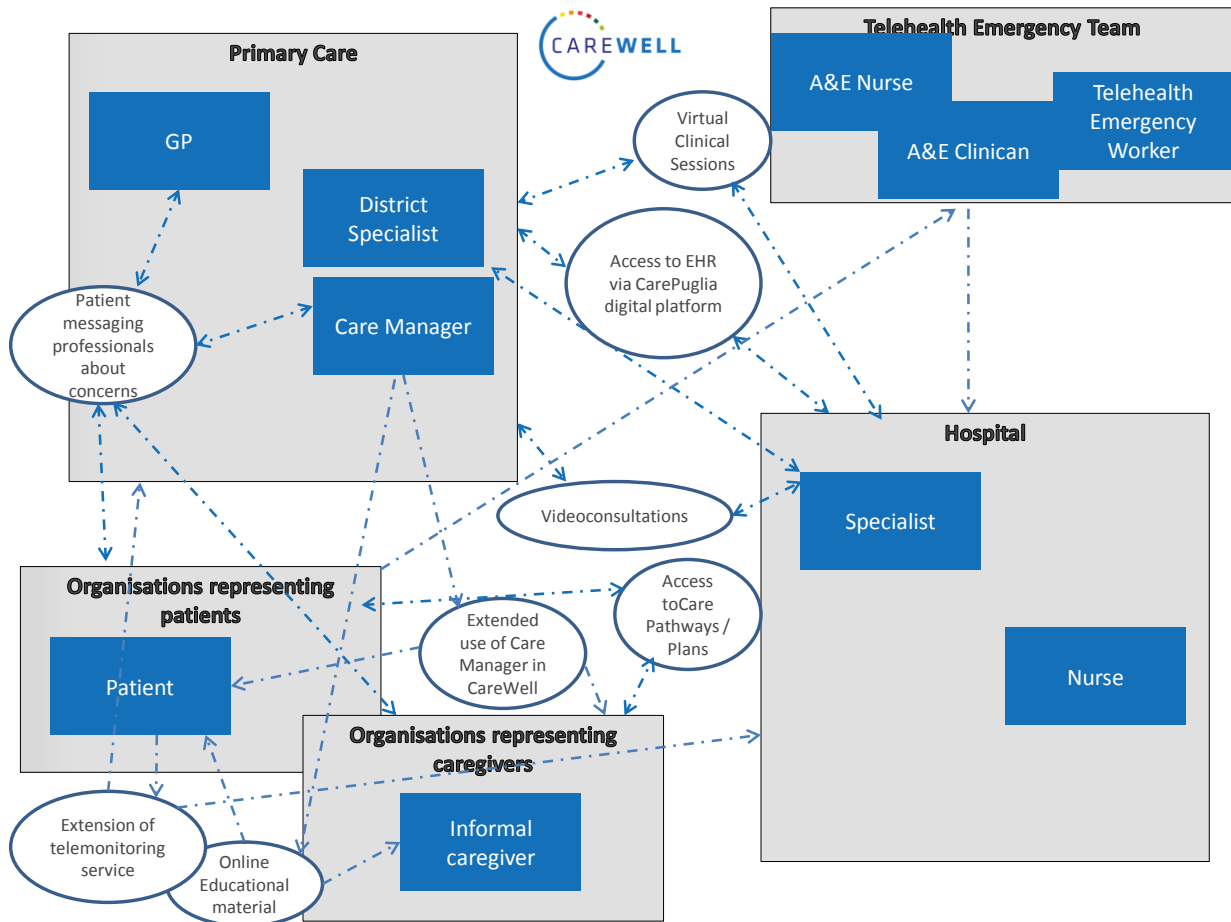 CAREWELL
Primary Care
GP
District
Specialist
Care Manager
Patient
messaging
professionals
about
concerns
Virtual
Clinical
Sessions
Access to EHR
via CarePuglia
digital platform
Telehealth Emergency Team
A&E Nurse
A&E Clinican
Telehealth
Emergency
Worker
Hospital
Specialist
Nurse
Videoconsultations
Access
toCare
Pathways /
Plans
Extended
use of Care
Manager in
CareWell
Organisations representing
patients
Patient
Organisations representing
caregivers
Informal
caregiver
Extension of
telemonitoring
service
Online
Educational
material